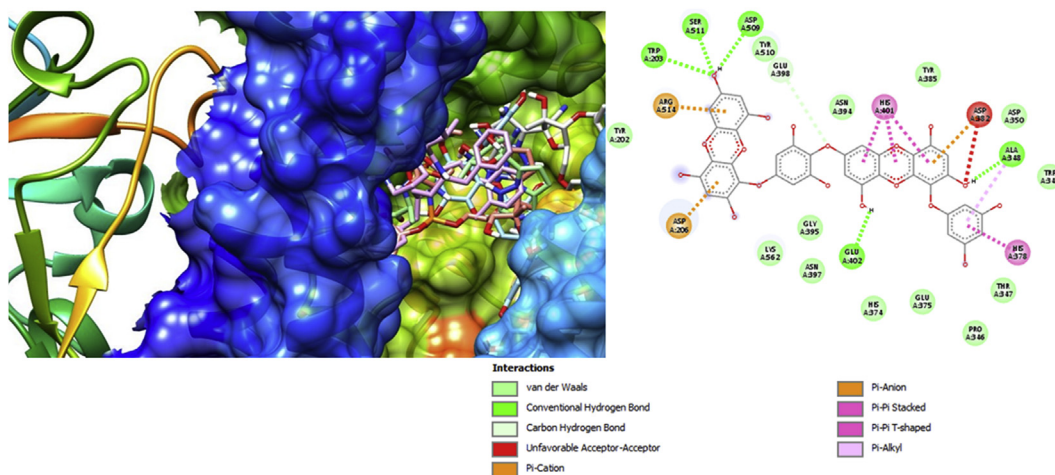 SER
A:511
ASP
A:509
TRP
A:203
TYR
A:510
GLU
A:398
TYR
A:385
ARG
A:514
ASN
A:394
HIS
A:401
ASP
A:382
ASP
A:350
TYR
A:202
ALA
A:348
ASP
A:206
GLY
A:395
LYS
A:562
ASN
A:397
GLU
A:402
HIS
A:378
HIS
A:374
GLU
A:375
THR
A:347
PRO
A:346
H
H
H
Interactions
van der Waals
Conventional Hydrogen Bond
Carbon Hydrogen Bond
Unfavorable Acceptor-Acceptor
Pi-Cation
Pi-Anion
Pi-Pi Stacked
Pi-Pi T-shaped
Pi-Alkyl